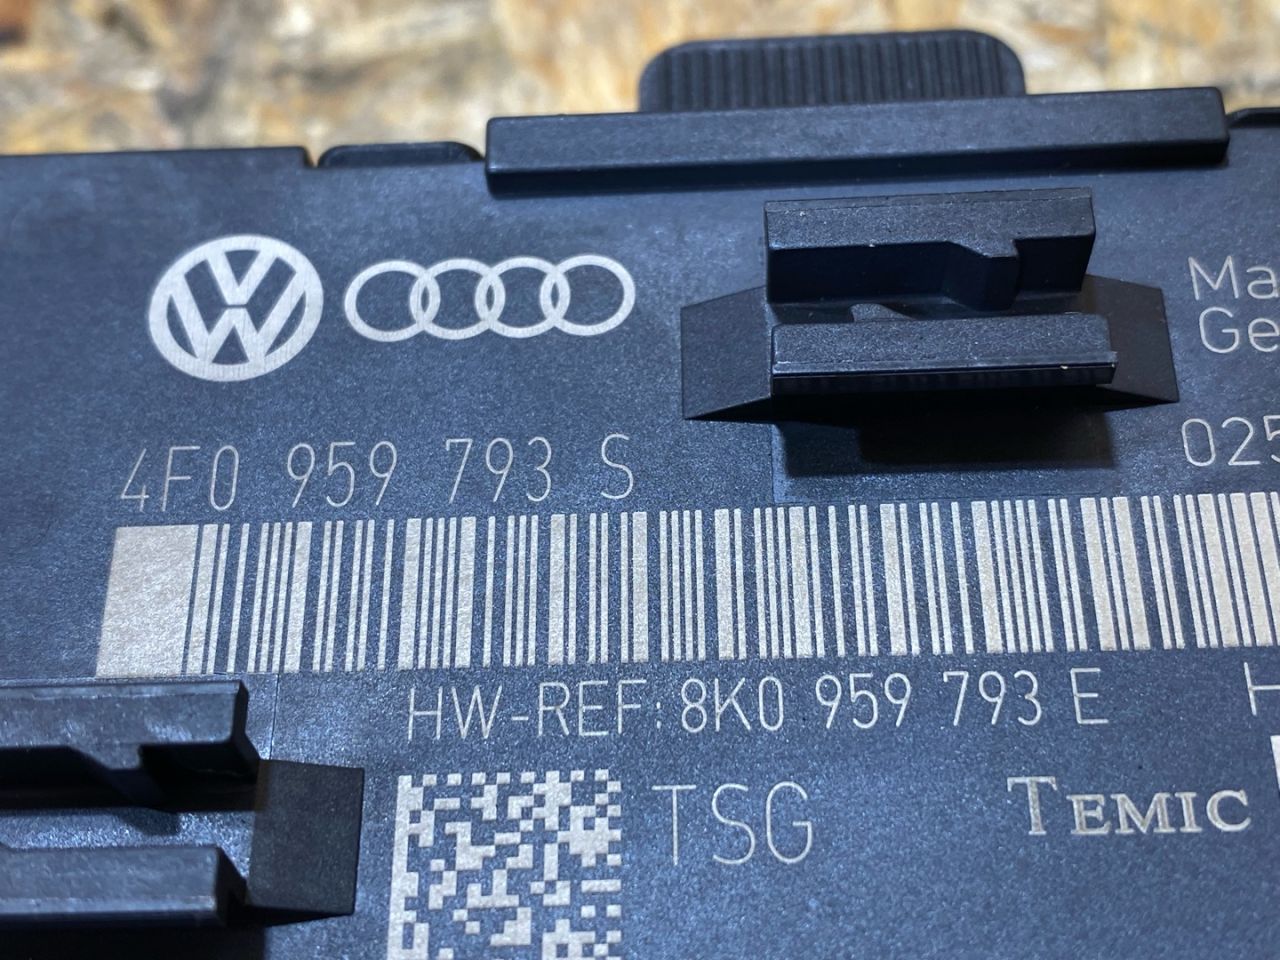 4F0 959 793 S
HW-REF: 8K0 959 793 E
TSG
TEMIC